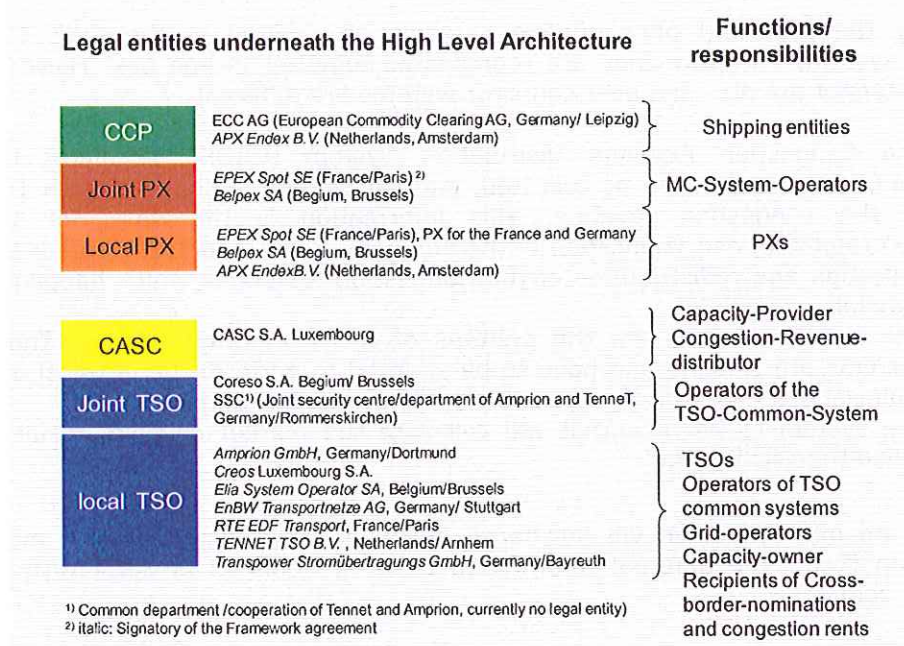 Legal entities underneath the High Level Architecture
Functions/
responsibilities
CCP
ECC AG (European Commodity Clearing AG, Germany/ Leipzig)
APX Endex B.V. (Netherlands, Amsterdam)
Shipping entities
Joint PX
EPEX Spot SE (France/Paris) ²⁾
Belpex SA (Begium, Brussels)
MC-System-Operators
Local PX
EPEX Spot SE (France/Paris), PX for the France and Germany
Belpex SA (Begium, Brussels)
APX EndexB.V. (Netherlands, Amsterdam)
PXs
CASC
CASC S.A. Luxembourg
Capacity-Provider
Congestion-Revenue-
distributor
Joint TSO
Coreso S.A. Begium/ Brussels
SSC¹⁾ (Joint security centre/department of Amprion and TenneT,
Germany/Rommerskirchen)
Operators of the
TSO-Common-System
local TSO
Amprion GmbH, Germany/Dortmund
Creos Luxembourg S.A.
Elia System Operator SA, Belgium/Brussels
EnBW Transportnetze AG, Germany/ Stuttgart
RTE EDF Transport, France/Paris
TENNET TSO B.V. , Netherlands/Arnhem
Transpower Stromübertragungs GmbH, Germany/Bayreuth
TSOs
Operators of TSO
common systems
Grid-operators
Capacity-owner
Recipients of Cross-
border-nominations
and congestion rents
¹⁾ Common department /cooperation of Tennet and Amprion, currently no legal entity)
²⁾ italic: Signatory of the Framework agreement